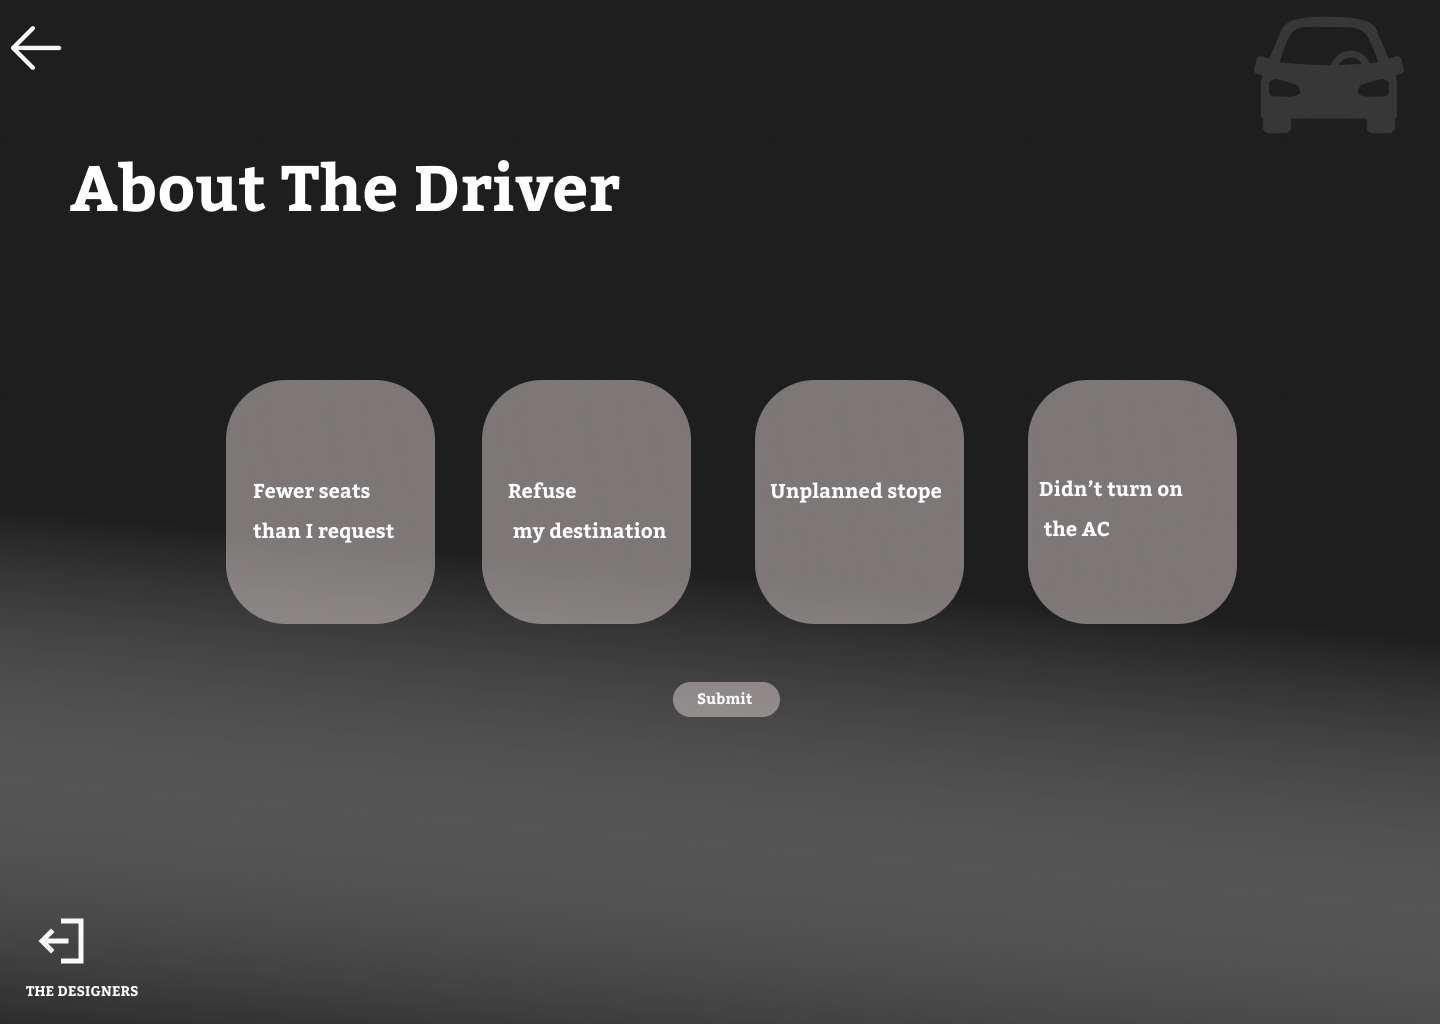 About The Driver
Fewer seats
than I request
Refuse
my destination
Unplanned stope
Didn’t turn on
the AC
Submit
THE DESIGNERS